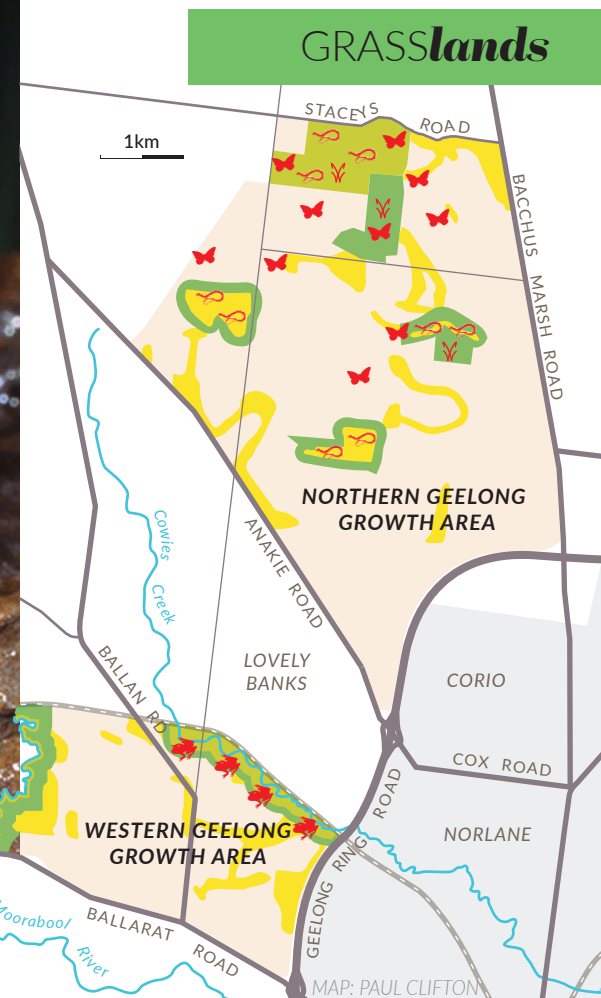 GRASSlands
STACEYS ROAD
1km
BACCHUS MARSH ROAD
NORTHERN GEELONG
GROWTH AREA
Cowies Creek
ANAKIE ROAD
LOVELY
BANKS
BALLAN RD
CORIO
COX ROAD
NORLANE
WESTERN GEELONG
GROWTH AREA
GEELONG RING ROAD
Moorabool River
BALLARAT ROAD
MAP: PAUL CLIFTON